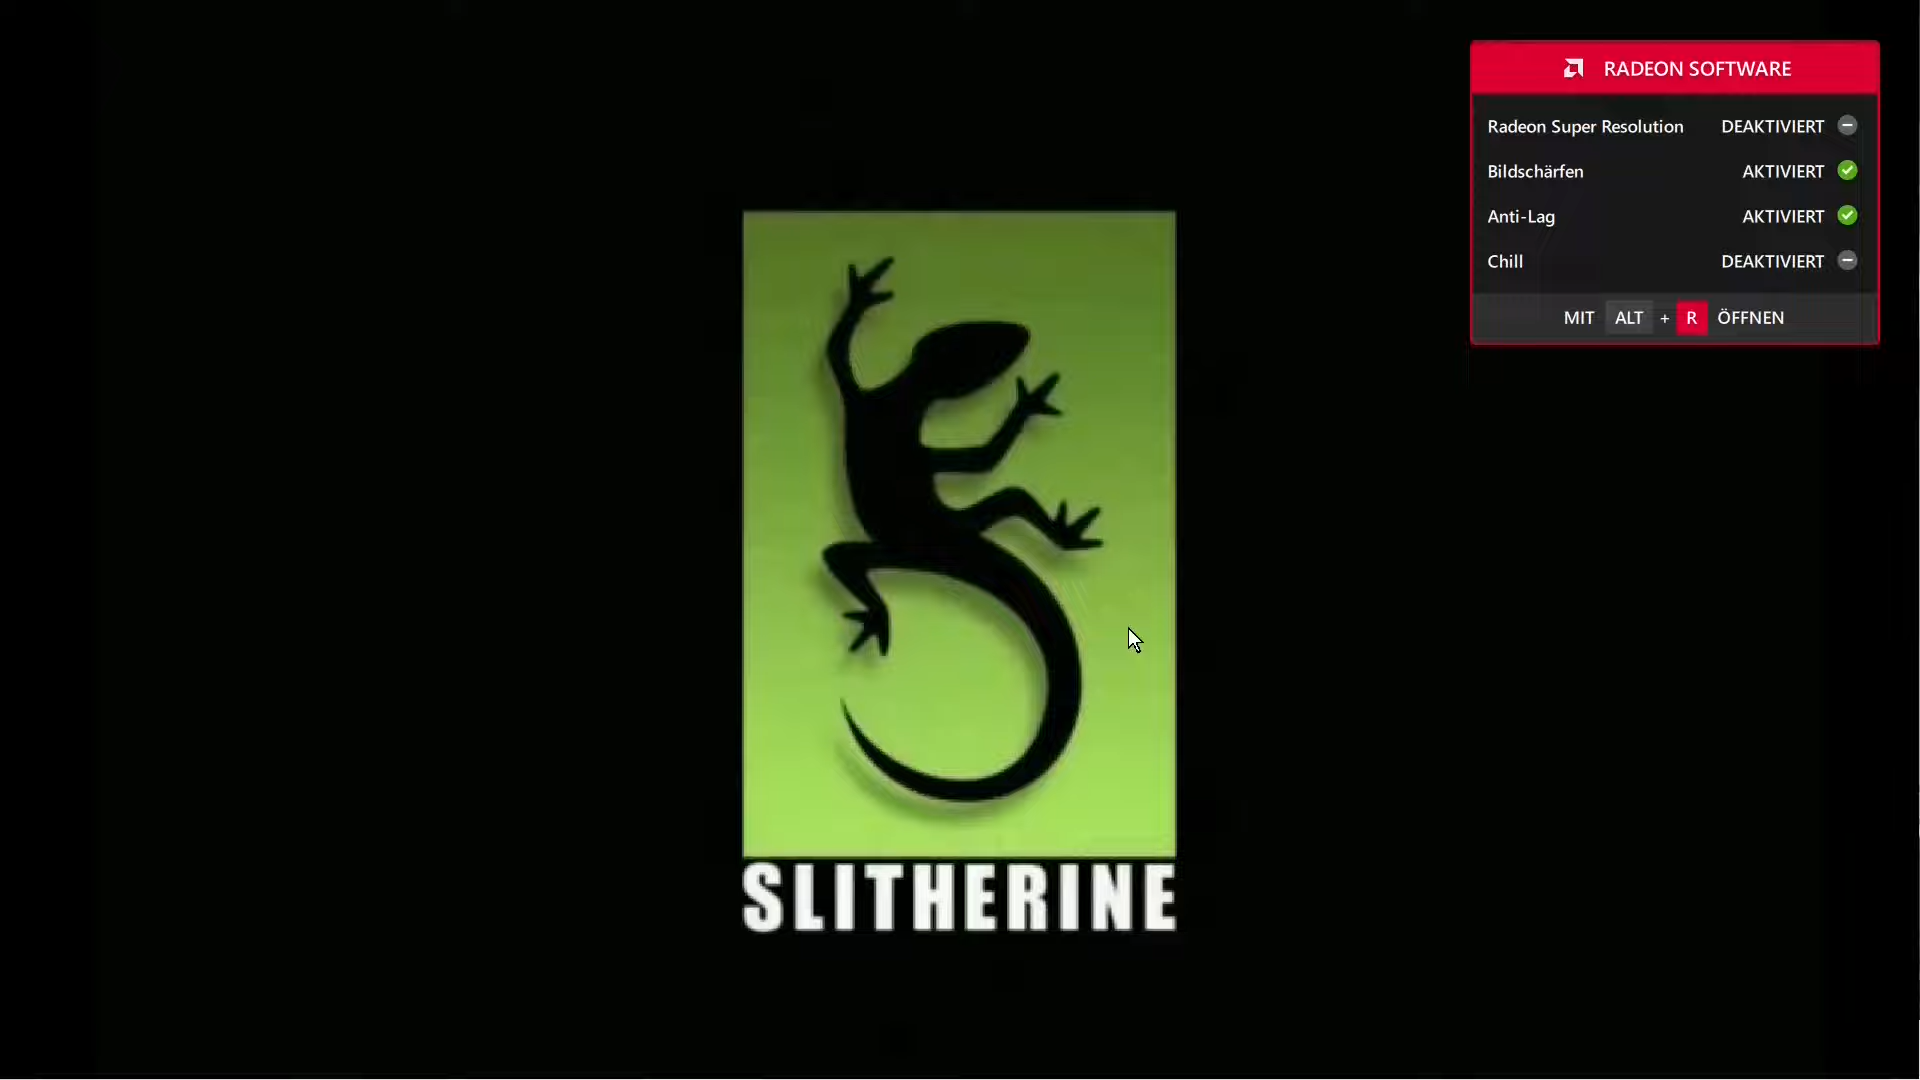 RADEON SOFTWARE
Radeon Super Resolution DEAKTIVIERT
Bildschärfen AKTIVIERT
Anti-Lag AKTIVIERT
Chill DEAKTIVIERT
MIT ALT + R ÖFFNEN
SLITHERINE